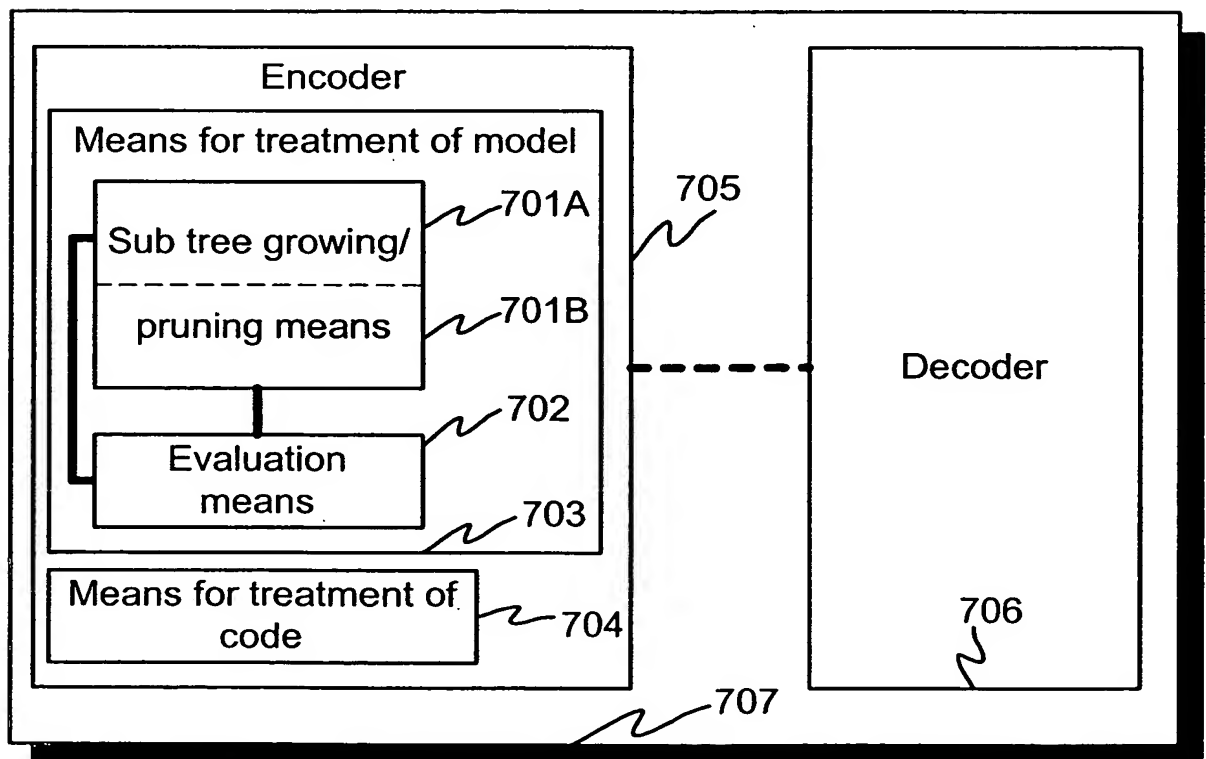 Encoder
Means for treatment of model
701A
Sub tree growing/
701B
pruning means
702
Evaluation
means
703
Means for treatment of
code
704
705
Decoder
706
707